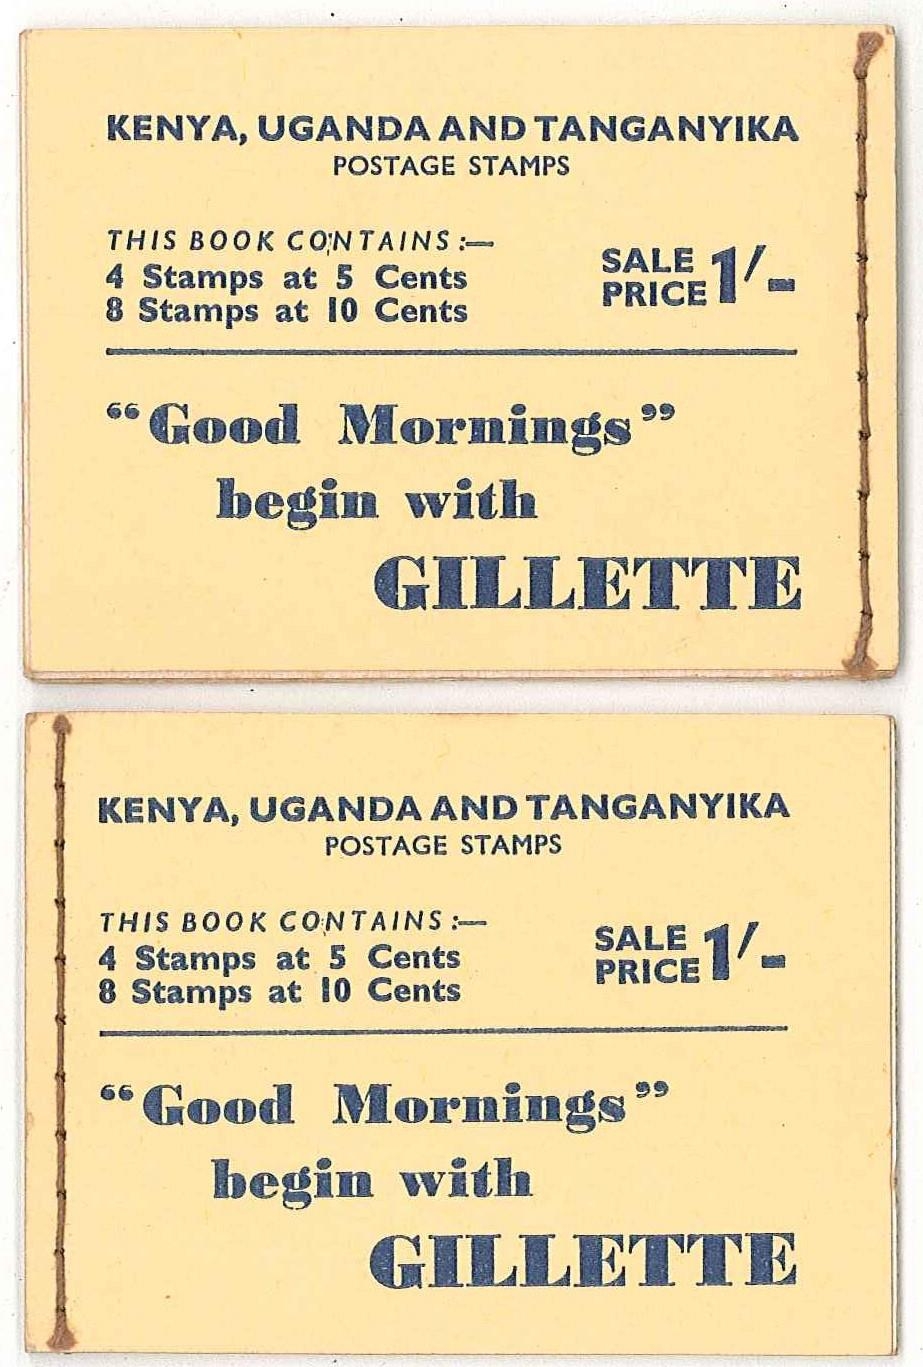 KENYA, UGANDA AND TANGANYIKA
POSTAGE STAMPS
THIS BOOK CONTAINS :—
4 Stamps at 5 Cents
8 Stamps at 10 Cents
SALE PRICE 1/-
“Good Mornings”
begin with
GILLETTE
KENYA, UGANDA AND TANGANYIKA
POSTAGE STAMPS
THIS BOOK CONTAINS :—
4 Stamps at 5 Cents
8 Stamps at 10 Cents
SALE PRICE 1/-
“Good Mornings”
begin with
GILLETTE